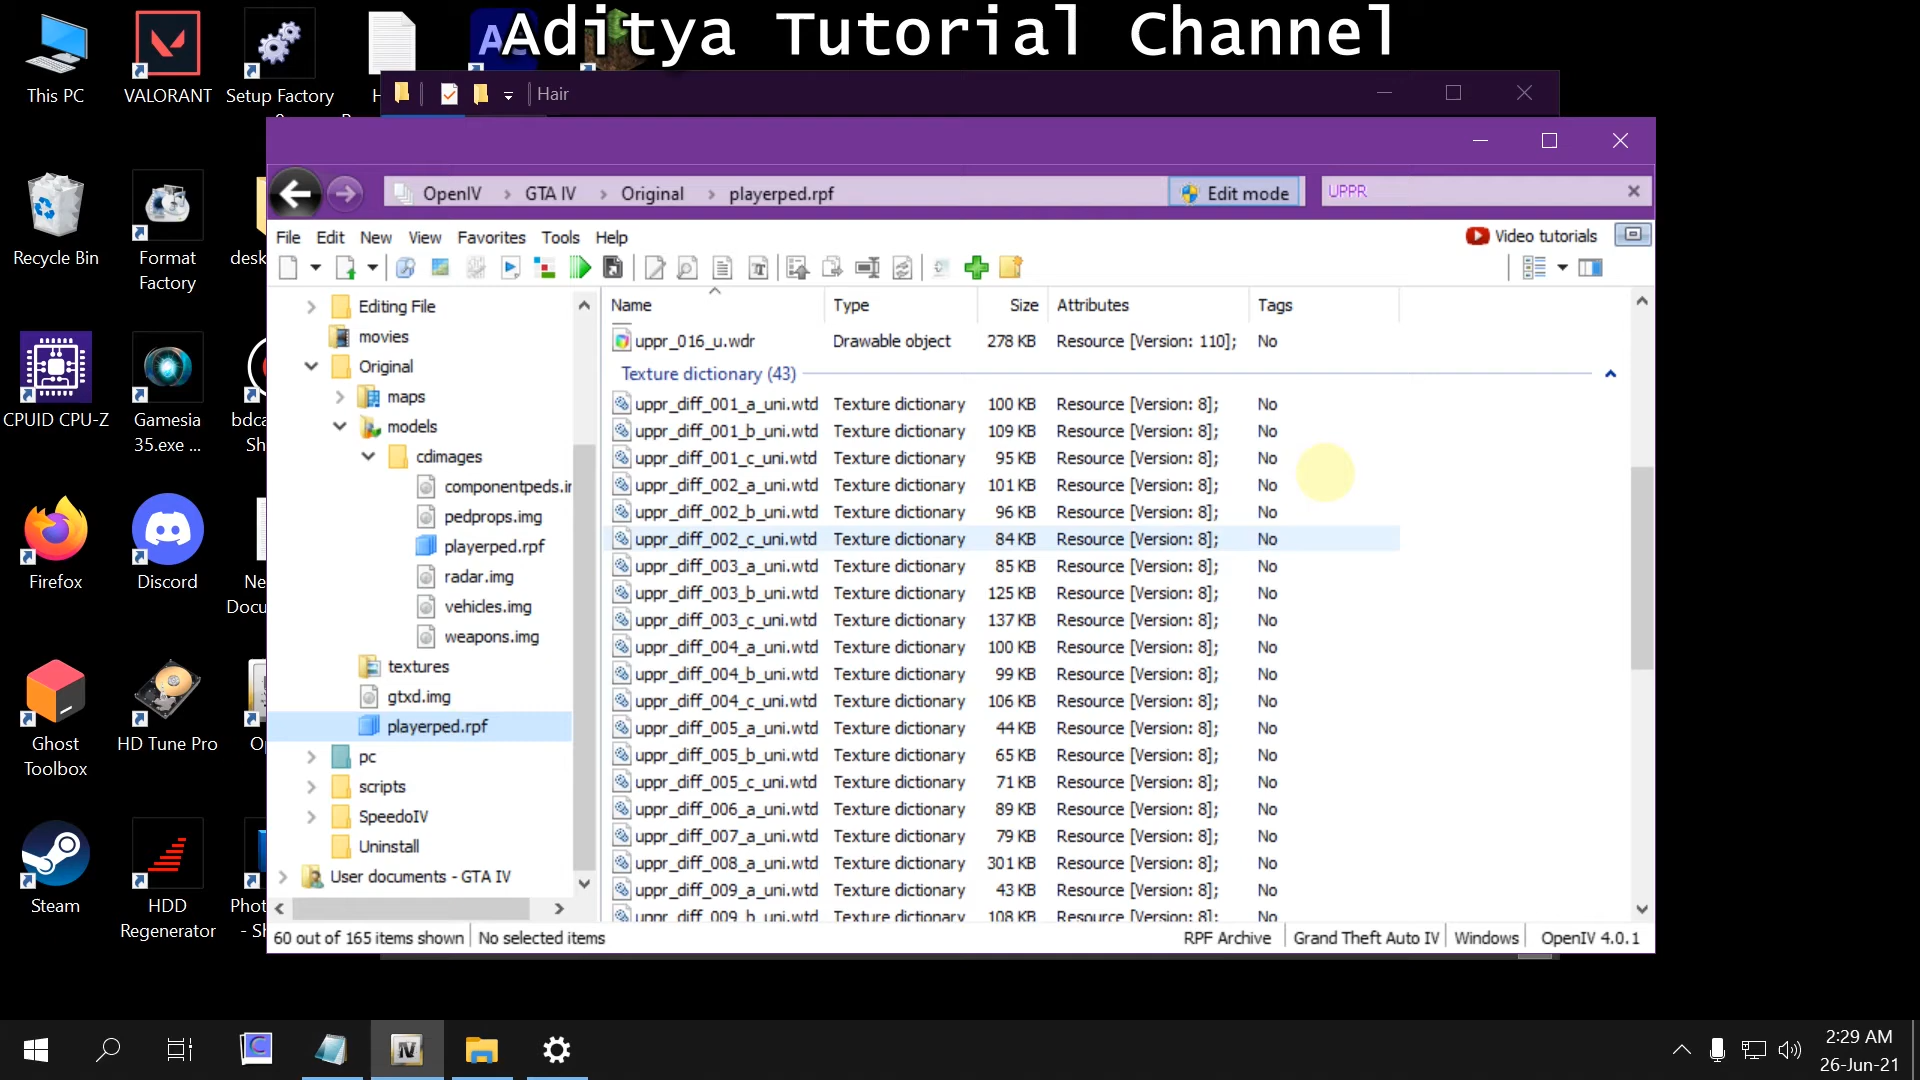 Aditya Tutorial Channel
This PC
VALORANT
Setup Factory
Hair
Recycle Bin
Format
Factory
CPUID CPU-Z
Gamesia
35.exe ...
Firefox
Discord
Ghost
Toolbox
HD Tune Pro
Steam
HDD
Regenerator
OpenIV
GTA IV
Original
playerped.rpf
Edit mode
UPPR
File
Edit
New
View
Favorites
Tools
Help
Video tutorials
Editing File
movies
Original
maps
models
cdimages
componentpeds.ir
pedprops.img
playerped.rpf
radar.img
vehicles.img
weapons.img
textures
gtxd.img
playerped.rpf
pc
scripts
SpeedoIV
Uninstall
User documents - GTA IV
Name Type Size Attributes Tags
uppr_016_u.wdr Drawable object 278 KB Resource [Version: 110]; No
Texture dictionary (43)
uppr_diff_001_a_uni.wtd Texture dictionary 100 KB Resource [Version: 8]; No
uppr_diff_001_b_uni.wtd Texture dictionary 109 KB Resource [Version: 8]; No
uppr_diff_001_c_uni.wtd Texture dictionary 95 KB Resource [Version: 8]; No
uppr_diff_002_a_uni.wtd Texture dictionary 101 KB Resource [Version: 8]; No
uppr_diff_002_b_uni.wtd Texture dictionary 96 KB Resource [Version: 8]; No
uppr_diff_002_c_uni.wtd Texture dictionary 84 KB Resource [Version: 8]; No
uppr_diff_003_a_uni.wtd Texture dictionary 85 KB Resource [Version: 8]; No
uppr_diff_003_b_uni.wtd Texture dictionary 125 KB Resource [Version: 8]; No
uppr_diff_003_c_uni.wtd Texture dictionary 137 KB Resource [Version: 8]; No
uppr_diff_004_a_uni.wtd Texture dictionary 100 KB Resource [Version: 8]; No
uppr_diff_004_b_uni.wtd Texture dictionary 99 KB Resource [Version: 8]; No
uppr_diff_004_c_uni.wtd Texture dictionary 106 KB Resource [Version: 8]; No
uppr_diff_005_a_uni.wtd Texture dictionary 44 KB Resource [Version: 8]; No
uppr_diff_005_b_uni.wtd Texture dictionary 65 KB Resource [Version: 8]; No
uppr_diff_005_c_uni.wtd Texture dictionary 71 KB Resource [Version: 8]; No
uppr_diff_006_a_uni.wtd Texture dictionary 89 KB Resource [Version: 8]; No
uppr_diff_007_a_uni.wtd Texture dictionary 79 KB Resource [Version: 8]; No
uppr_diff_008_a_uni.wtd Texture dictionary 301 KB Resource [Version: 8]; No
uppr_diff_009_a_uni.wtd Texture dictionary 43 KB Resource [Version: 8]; No
uppr_diff_009_b_uni.wtd Texture dictionary 108 KB Resource [Version: 8]; No
60 out of 165 items shown
No selected items
RPF Archive
Grand Theft Auto IV
Windows
OpenIV 4.0.1
2:29 AM
26-Jun-21